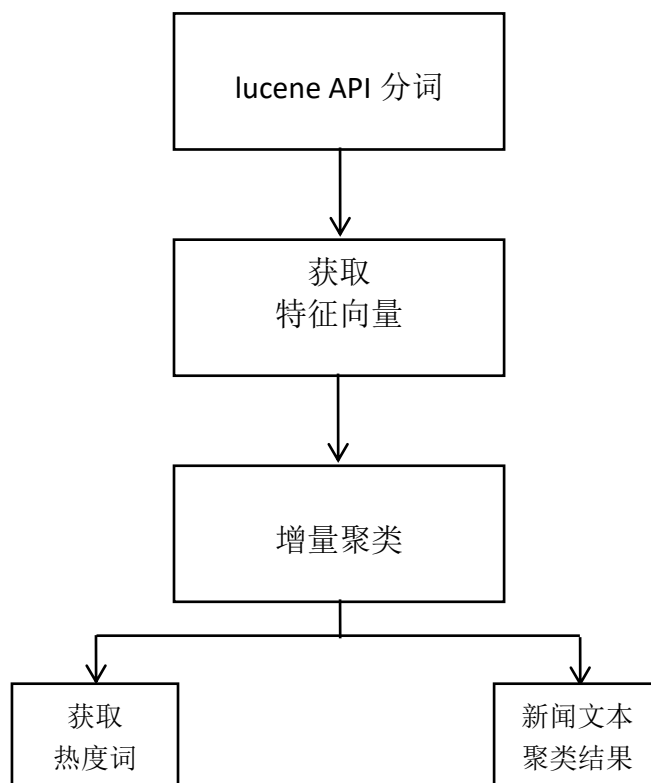 lucene API 分词
获取
特征向量
增量聚类
获取
热度词
新闻文本
聚类结果